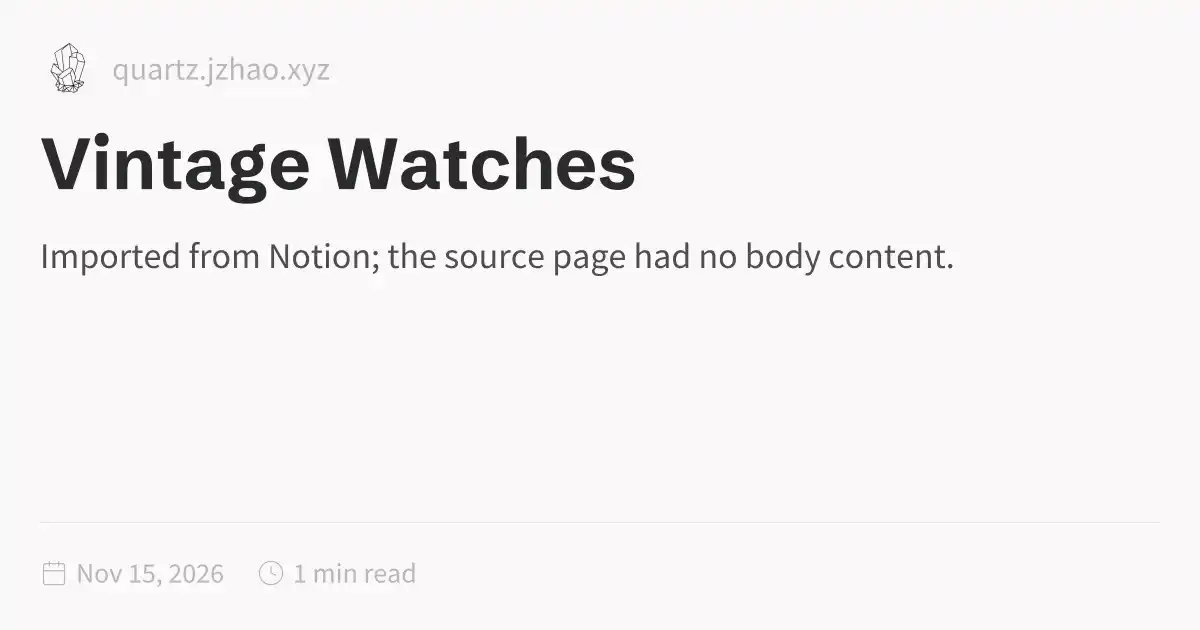 quartz.jzhao.xyz
Vintage Watches
Imported from Notion; the source page had no body content.
Nov 15, 2026 1 min read